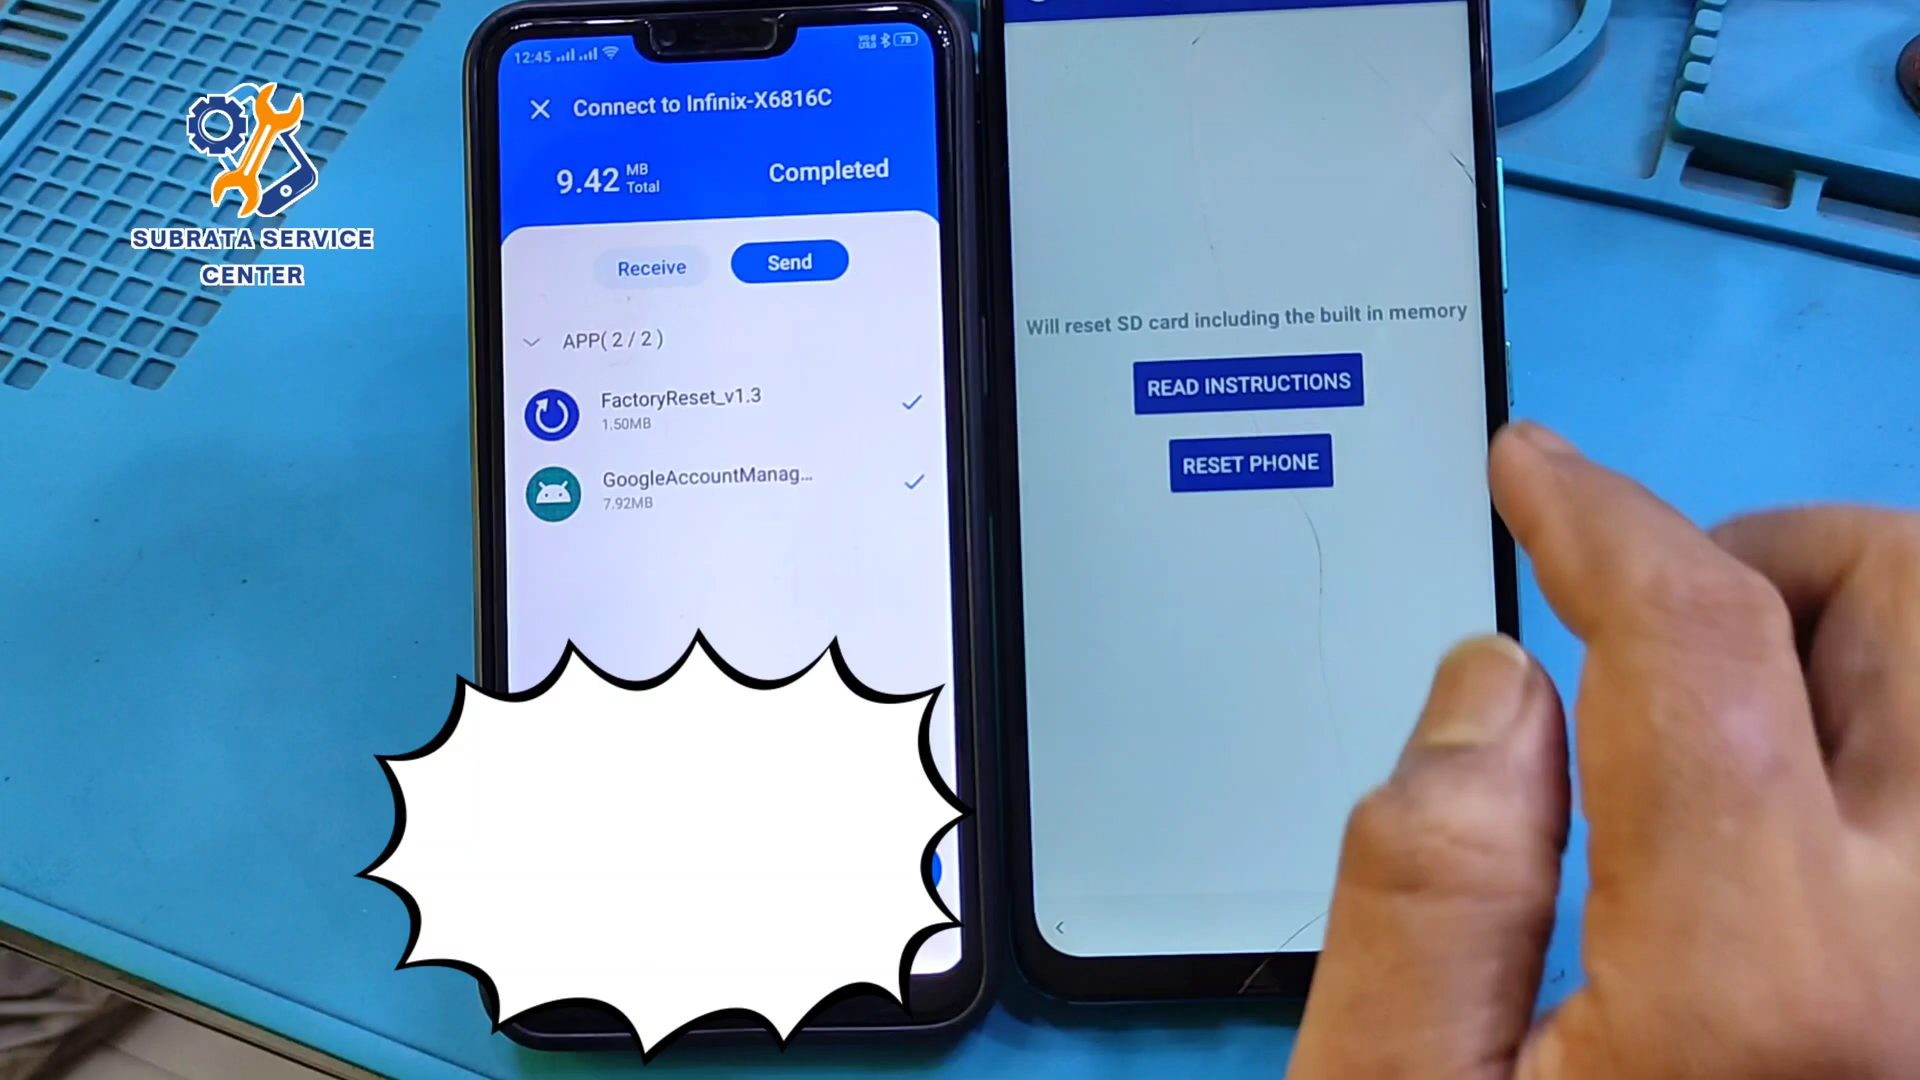 SUBRATA SERVICE
CENTER
12:45
78
Connect to Infinix-X6816C
9.42 MB
Total
Completed
Receive
Send
APP( 2 / 2 )
FactoryReset_v1.3
1.50MB
GoogleAccountManag...
7.92MB
Will reset SD card including the built in memory
READ INSTRUCTIONS
RESET PHONE